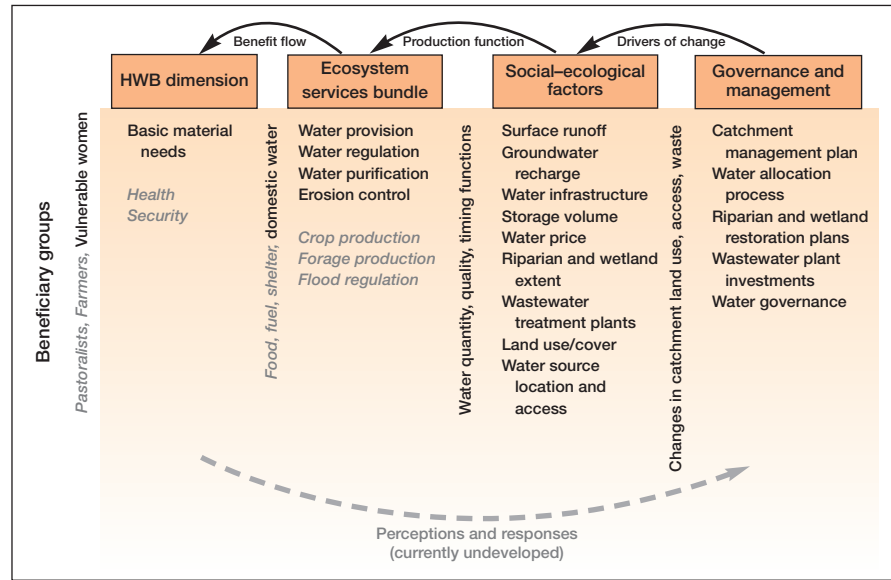 Benefit flow
Production function
Drivers of change
HWB dimension
Ecosystem
services bundle
Social–ecological
factors
Governance and
management
Beneficiary groups
Pastoralists, Farmers, Vulnerable women
Basic material
needs
Health
Security
Food, fuel, shelter, domestic water
Water provision
Water regulation
Water purification
Erosion control
Crop production
Forage production
Flood regulation
Water quantity, quality, timing functions
Surface runoff
Groundwater
recharge
Water infrastructure
Storage volume
Water price
Riparian and wetland
extent
Wastewater
treatment plants
Land use/cover
Water source
location and
access
Changes in catchment land use, access, waste
Catchment
management plan
Water allocation
process
Riparian and wetland
restoration plans
Wastewater plant
investments
Water governance
Perceptions and responses
(currently undeveloped)